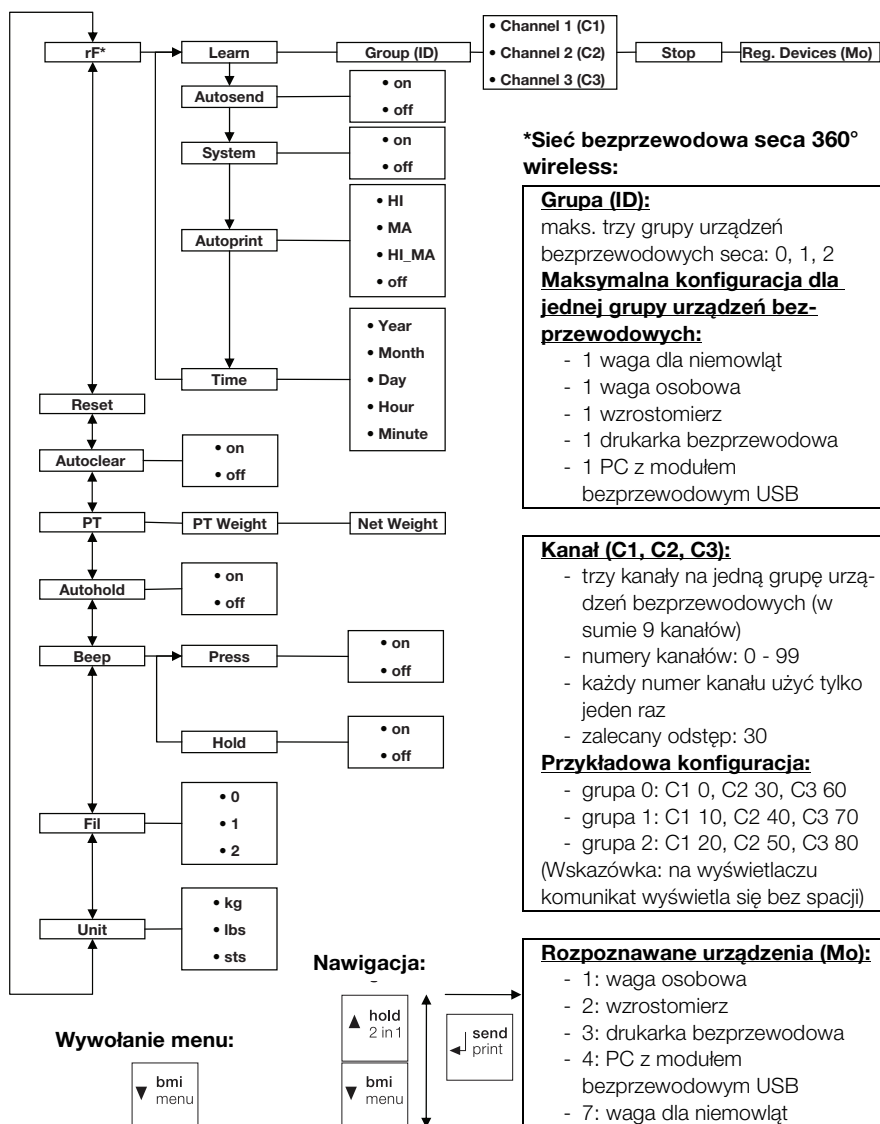 • Channel 1 (C1)
rF*
Learn
Group (ID)
• Channel 2 (C2)
Stop
Reg. Devices (Mo)
• Channel 3 (C3)
Autosend
• on
• off
System
• on
• off
Autoprint
• HI
• MA
• HI_MA
• off
Time
• Year
• Month
• Day
• Hour
• Minute
Reset
Autoclear
• on
• off
PT
PT Weight
Net Weight
Autohold
• on
• off
Beep
Press
• on
• off
Hold
• on
• off
Fil
• 0
• 1
• 2
Unit
• kg
• lbs
• sts
Wywołanie menu:
bmi
menu
Nawigacja:
hold
2 in 1
bmi
menu
send
print
*Sieć bezprzewodowa seca 360°
wireless:
Grupa (ID):
maks. trzy grupy urządzeń
bezprzewodowych seca: 0, 1, 2
Maksymalna konfiguracja dla
jednej grupy urządzeń bez-
przewodowych:
- 1 waga dla niemowląt
- 1 waga osobowa
- 1 wzrostomierz
- 1 drukarka bezprzewodowa
- 1 PC z modułem
bezprzewodowym USB
Kanał (C1, C2, C3):
- trzy kanały na jedną grupę urzą-
dzeń bezprzewodowych (w
sumie 9 kanałów)
- numery kanałów: 0 - 99
- każdy numer kanału użyć tylko
jeden raz
- zalecany odstęp: 30
Przykładowa konfiguracja:
- grupa 0: C1 0, C2 30, C3 60
- grupa 1: C1 10, C2 40, C3 70
- grupa 2: C1 20, C2 50, C3 80
(Wskazówka: na wyświetlaczu
komunikat wyświetla się bez spacji)
Rozpoznawane urządzenia (Mo):
- 1: waga osobowa
- 2: wzrostomierz
- 3: drukarka bezprzewodowa
- 4: PC z modułem
bezprzewodowym USB
- 7: waga dla niemowląt